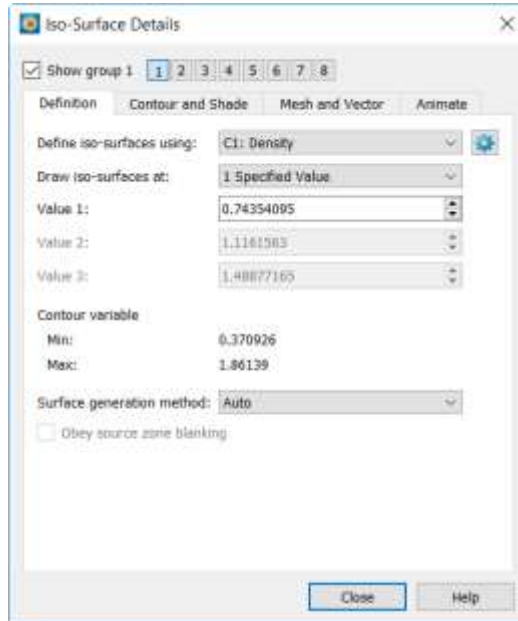 Iso-Surface Details
Show group 1 1 2 3 4 5 6 7 8
Definition Contour and Shade Mesh and Vector Animate
Define iso-surfaces using: C1: Density
Draw iso-surfaces at: 1 Specified Value
Value 1: 0.74354095
Value 2: 1.1161563
Value 3: 1.48877165
Contour variable
Min: 0.370926
Max: 1.86139
Surface generation method: Auto
Obey source zone blanking
Close Help